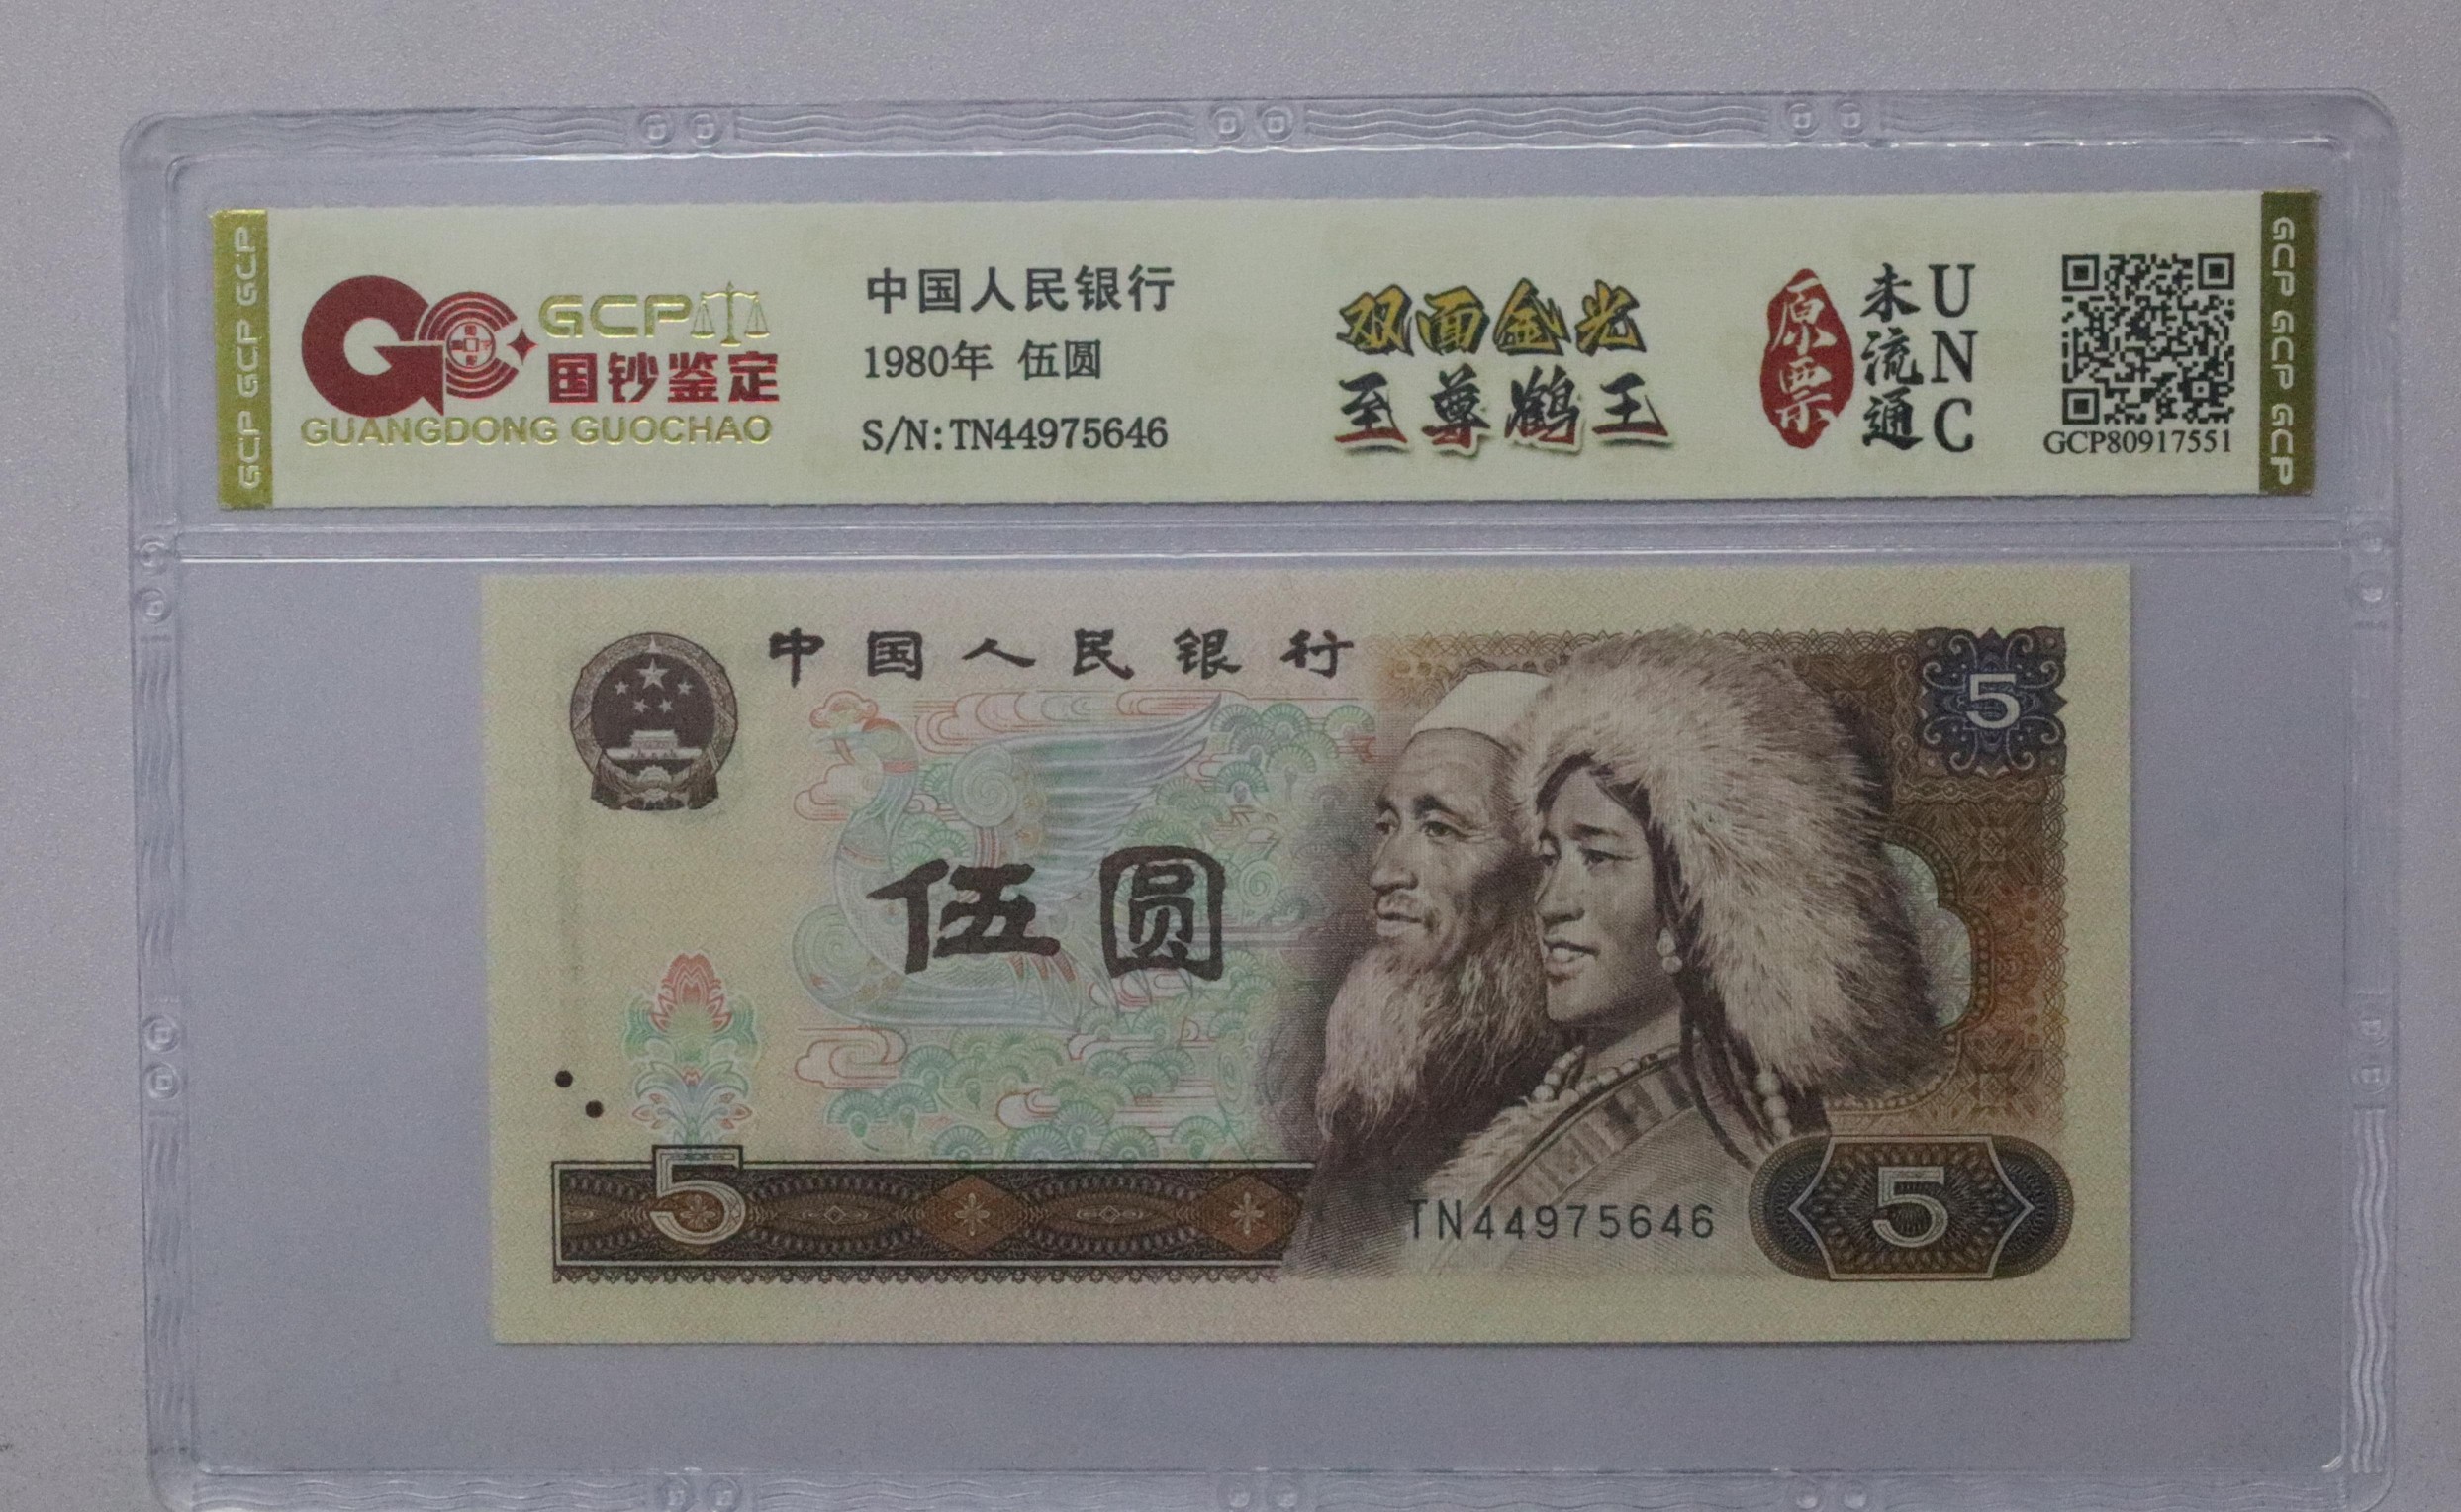 GCP GCP GCP
GCP
国钞鉴定
GUANGDONG GUOCHAO
中国人民银行
1980年 伍圆
S/N:TN44975646
双面金光
至尊鹤王
原票
未流通
UNC
GCP80917551
GCP GCP GCP
中国人民银行
5
伍圆
5
TN44975646
5